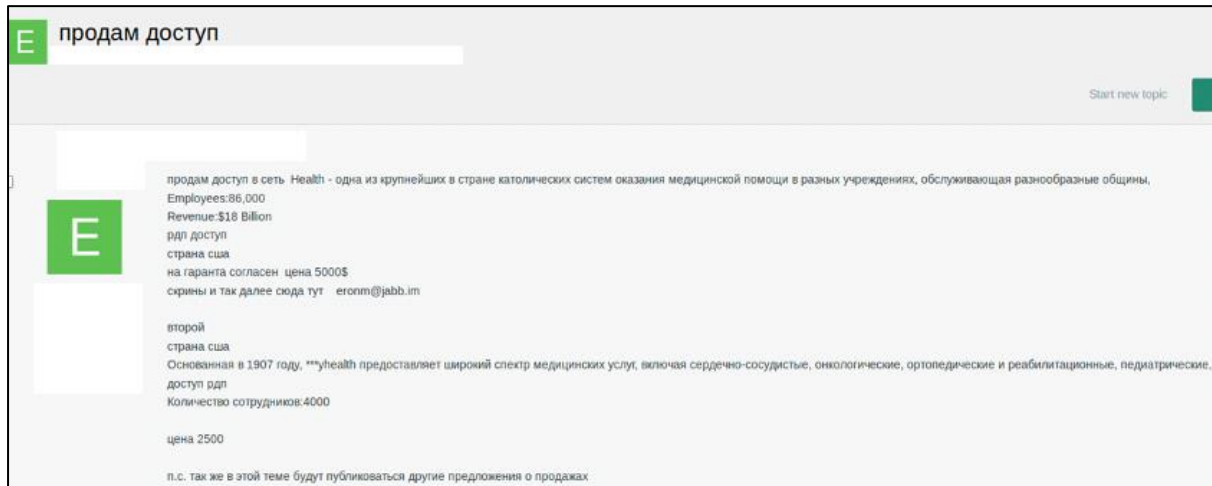 E
продам доступ
Start new topic
продам доступ в сеть Health - одна из крупнейших в стране католических систем оказания медицинской помощи в разных учреждениях, обслуживающая разнообразные общины,
E
Employees:86,000
Revenue:$18 Billion
рдп доступ
страна сша
на гаранта согласен цена 5000$
скрины и так далее сюда тут eronm@jabb.im
второй
страна сша
Основанная в 1907 году, ***yhealth предоставляет широкий спектр медицинских услуг, включая сердечно-сосудистые, онкологические, ортопедические и реабилитационные, педиатрические,
доступ рдп
Количество сотрудников:4000
цена 2500
п.с. так же в этой теме будут публиковаться другие предложения о продажах